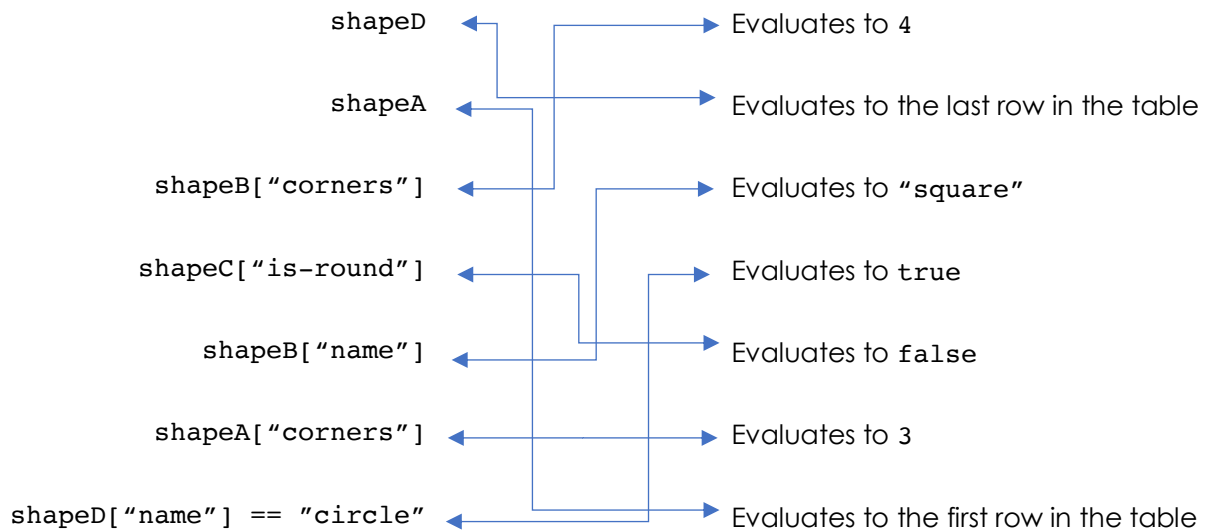 shapeD Evaluates to 4
shapeA Evaluates to the last row in the table
shapeB[“corners”] Evaluates to “square”
shapeC[“is-round”] Evaluates to true
shapeB[“name”] Evaluates to false
shapeA[“corners”] Evaluates to 3
shapeD[“name”] == ”circle” Evaluates to the first row in the table